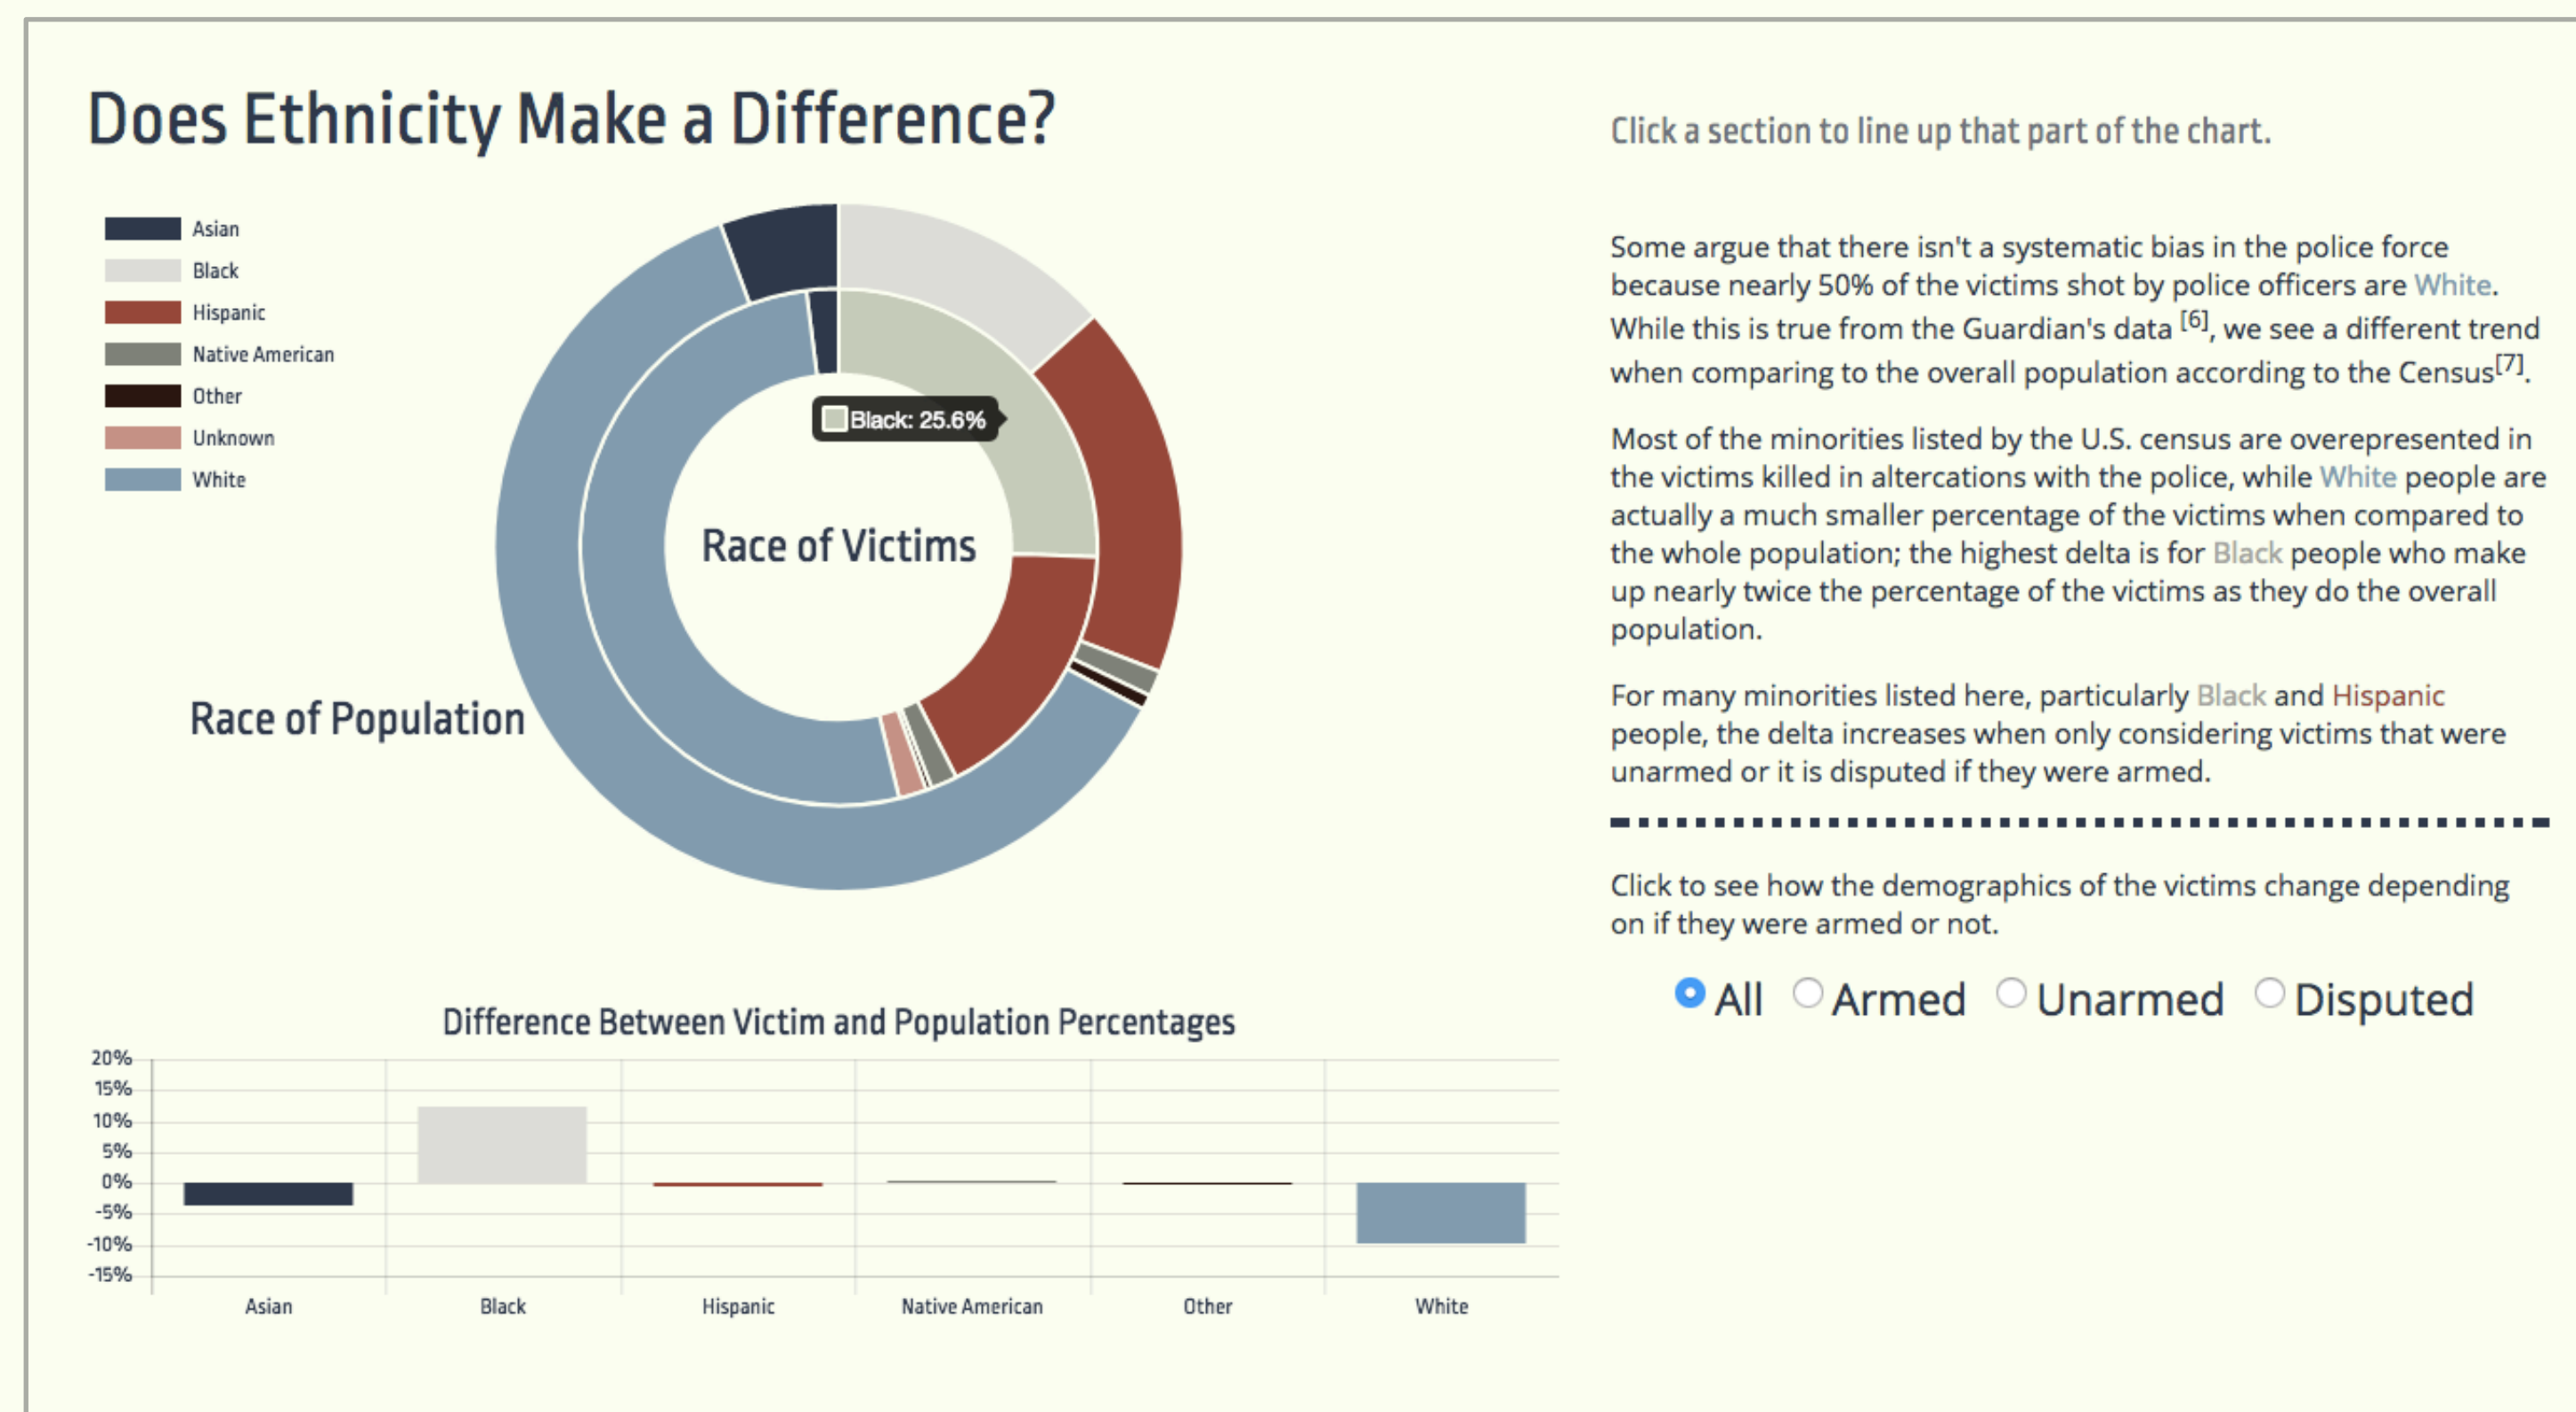 Does Ethnicity Make a Difference?
Asian
Black
Hispanic
Native American
Other
Unknown
White
Black: 25.6%
Race of Victims
Race of Population
Difference Between Victim and Population Percentages
20%
15%
10%
5%
0%
-5%
-10%
-15%
Asian
Black
Hispanic
Native American
Other
White
Click a section to line up that part of the chart.
Some argue that there isn't a systematic bias in the police force
because nearly 50% of the victims shot by police officers are White.
While this is true from the Guardian's data [6], we see a different trend
when comparing to the overall population according to the Census[7].
Most of the minorities listed by the U.S. census are overepresented in
the victims killed in altercations with the police, while White people are
actually a much smaller percentage of the victims when compared to
the whole population; the highest delta is for Black people who make
up nearly twice the percentage of the victims as they do the overall
population.
For many minorities listed here, particularly Black and Hispanic
people, the delta increases when only considering victims that were
unarmed or it is disputed if they were armed.
Click to see how the demographics of the victims change depending
on if they were armed or not.
All Armed Unarmed Disputed